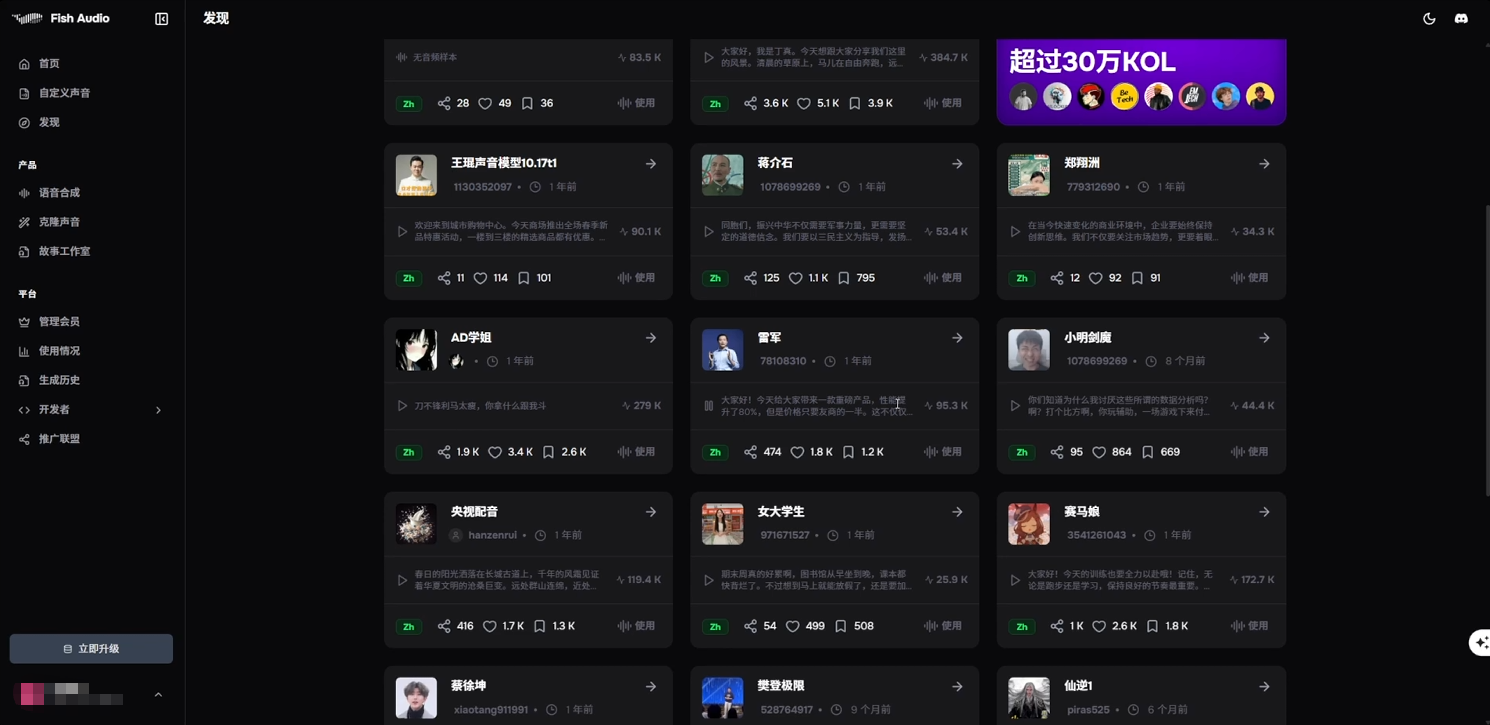 Fish Audio
首页
自定义声音
发现
产品
语音合成
克隆声音
故事工作室
平台
管理会员
使用情况
生成历史
开发者
推广联盟
立即升级
发现
无音频样本
83.5 K
Zh 28 49 36 使用
大家好，我是丁真。今天想跟大家分享我们这里
的风景。清晨的草原上，马儿在自由奔跑，远...
384.7 K
Zh 3.6 K 5.1 K 3.9 K 使用
超过30万KOL
Be Tech
王琨声音模型10.17t1
1130352097 • 1 年前
欢迎来到城市购物中心。今天商场推出全场春季新
品特惠活动，一楼到三楼的精选商品都有优惠。...
90.1 K
Zh 11 114 101 使用
蒋介石
1078699269 • 1 年前
同胞们，振兴中华不仅需要军事力量，更需要坚
定的道德信念。我们要以三民主义为指导，发扬...
53.4 K
Zh 125 1.1 K 795 使用
郑翔洲
779312690 • 1 年前
在当今快速变化的商业环境中，企业要始终保持
创新思维。我们不仅要关注市场趋势，更要着眼...
34.3 K
Zh 12 92 91 使用
AD学姐
• 1 年前
刀不锋利马太瘦，你拿什么跟我斗
279 K
Zh 1.9 K 3.4 K 2.6 K 使用
雷军
78108310 • 1 年前
大家好！今天给大家带来一款重磅产品，性能提
升了80%，但是价格只要友商的一半。这不仅仅...
95.3 K
Zh 474 1.8 K 1.2 K 使用
小明剑魔
1078699269 • 8 个月前
你们知道为什么我讨厌这些所谓的数据分析吗？
啊？打个比方啊，你玩辅助，一场游戏下来付...
44.4 K
Zh 95 864 669 使用
央视配音
hanzenrui • 1 年前
春日的阳光洒落在长城古道上，千年的风霜见证
着华夏文明的沧桑巨变。远处群山连绵，近处...
119.4 K
Zh 416 1.7 K 1.3 K 使用
女大学生
971671527 • 1 年前
期末周真的好累啊，图书馆从早坐到晚，课本都
快背烂了。不过想到马上就能放假了，还是要加...
25.9 K
Zh 54 499 508 使用
赛马娘
3541261043 • 1 年前
大家好！今天的训练也要全力以赴哦！记住，无
论是跑步还是学习，保持良好的节奏最重要。...
172.7 K
Zh 1 K 2.6 K 1.8 K 使用
蔡徐坤
xiaotang911991 • 1 年前
樊登极限
528764917 • 9 个月前
仙逆1
piras525 • 6 个月前